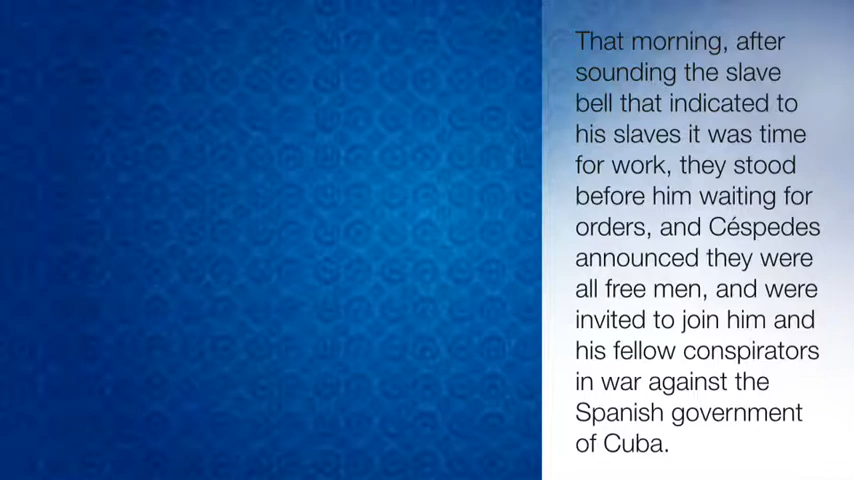 That morning, after
sounding the slave
bell that indicated to
his slaves it was time
for work, they stood
before him waiting for
orders, and Céspedes
announced they were
all free men, and were
invited to join him and
his fellow conspirators
in war against the
Spanish government
of Cuba.